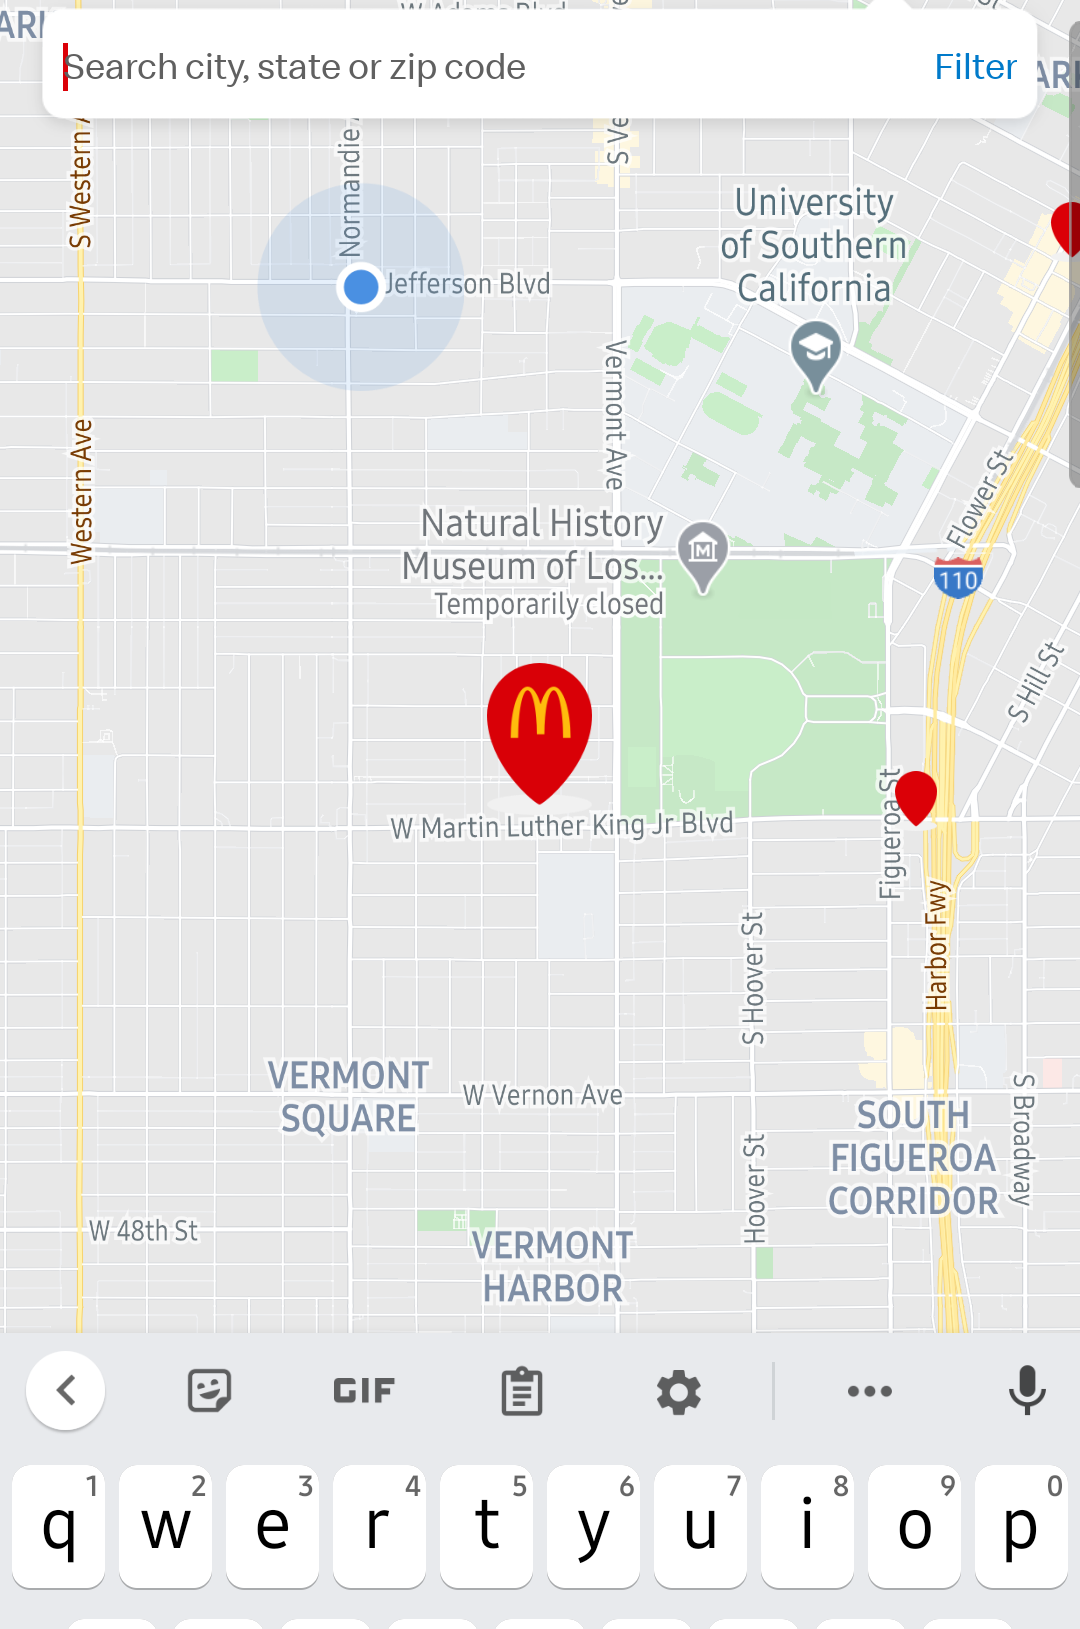 W Adams Blvd
Search city, state or zip code
Filter
S Western A
Normandie A
S Ve
University
of Southern
California
Jefferson Blvd
Vermont Ave
Western Ave
Flower St
Natural History
Museum of Los...
Temporarily closed
110
S Hill St
W Martin Luther King Jr Blvd
Figueroa St
Harbor Fwy
S Hoover St
VERMONT
SQUARE
W Vernon Ave
SOUTH
FIGUEROA
CORRIDOR
S Broadway
Hoover St
W 48th St
VERMONT
HARBOR
GIF
1 2 3 4 5 6 7 8 9 0
q w e r t y u i o p